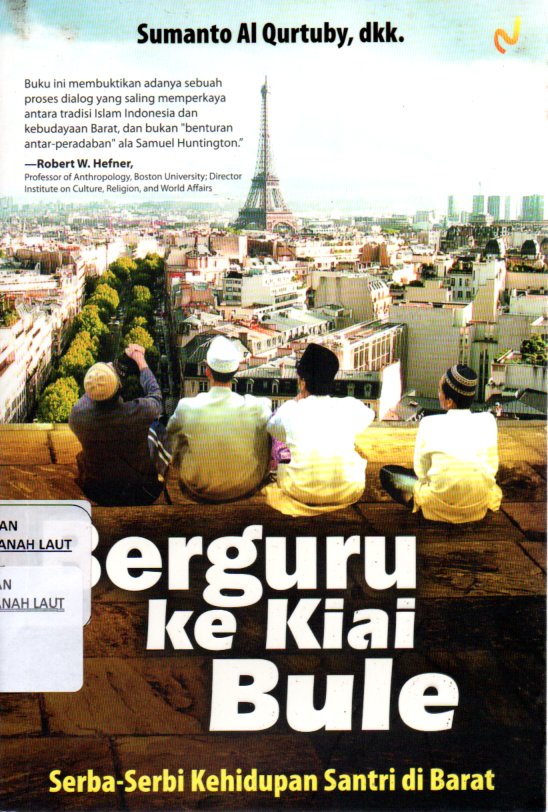 Sumanto Al Qurtuby, dkk.
Buku ini membuktikan adanya sebuah
proses dialog yang saling memperkaya
antara tradisi Islam Indonesia dan
kebudayaan Barat, dan bukan "benturan
antar-peradaban" ala Samuel Huntington."
—Robert W. Hefner,
Professor of Anthropology, Boston University; Director
Institute on Culture, Religion, and World Affairs
AN
ANAH LAUT
AN
ANAH LAUT
Berguru
ke Kiai
Bule
Serba-Serbi Kehidupan Santri di Barat